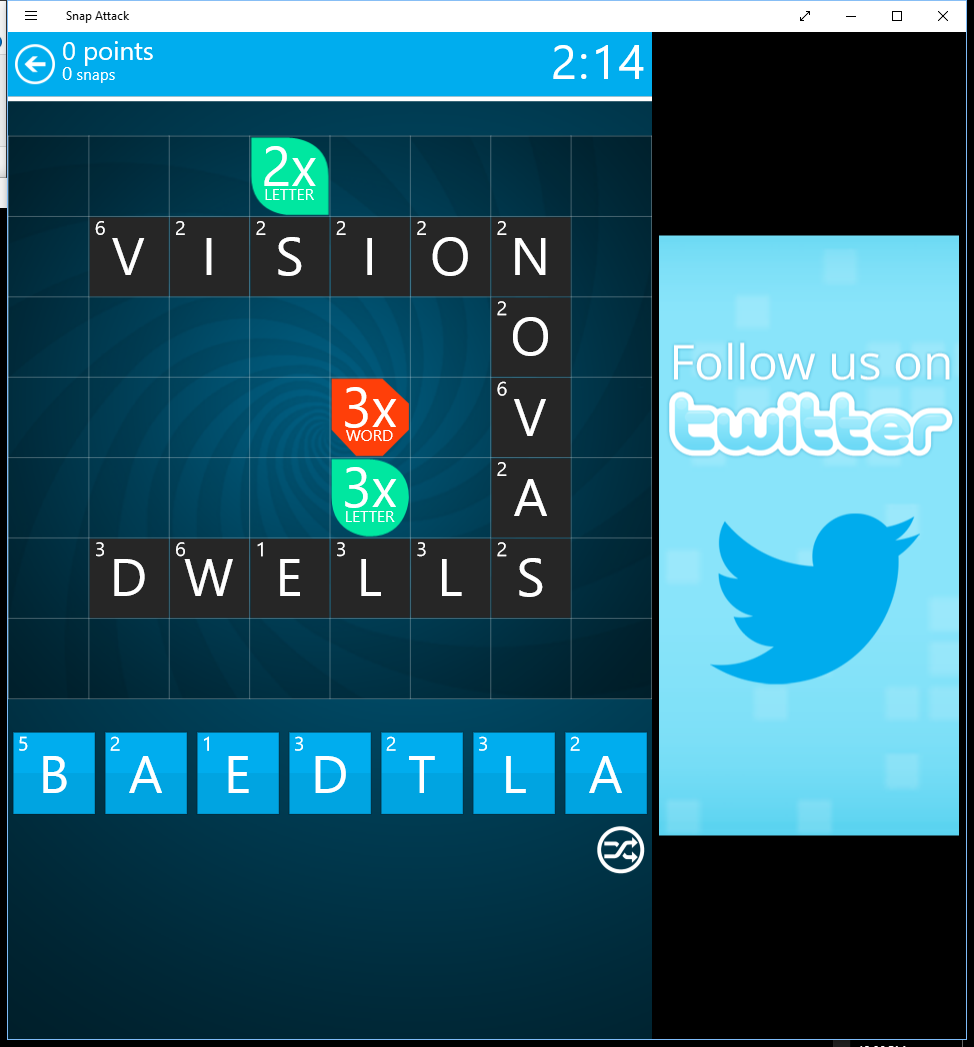 Snap Attack
0 points
0 snaps
2:14
2x
LETTER
6 V 2 I 2 S 2 I 2 O 2 N
2 O
3x
WORD
6 V
3x
LETTER
2 A
3 D 6 W 1 E 3 L 3 L 2 S
5 B 2 A 1 E 3 D 2 T 3 L 2 A
Follow us on
twitter